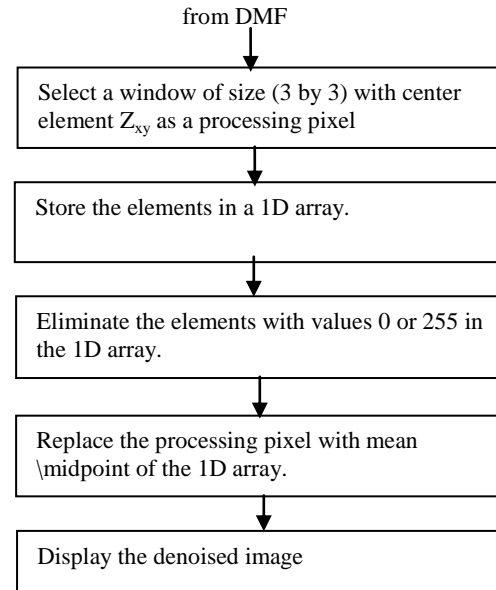 from DMF
Select a window of size (3 by 3) with center
element Zxy as a processing pixel
Store the elements in a 1D array.
Eliminate the elements with values 0 or 255 in
the 1D array.
Replace the processing pixel with mean
\midpoint of the 1D array.
Display the denoised image